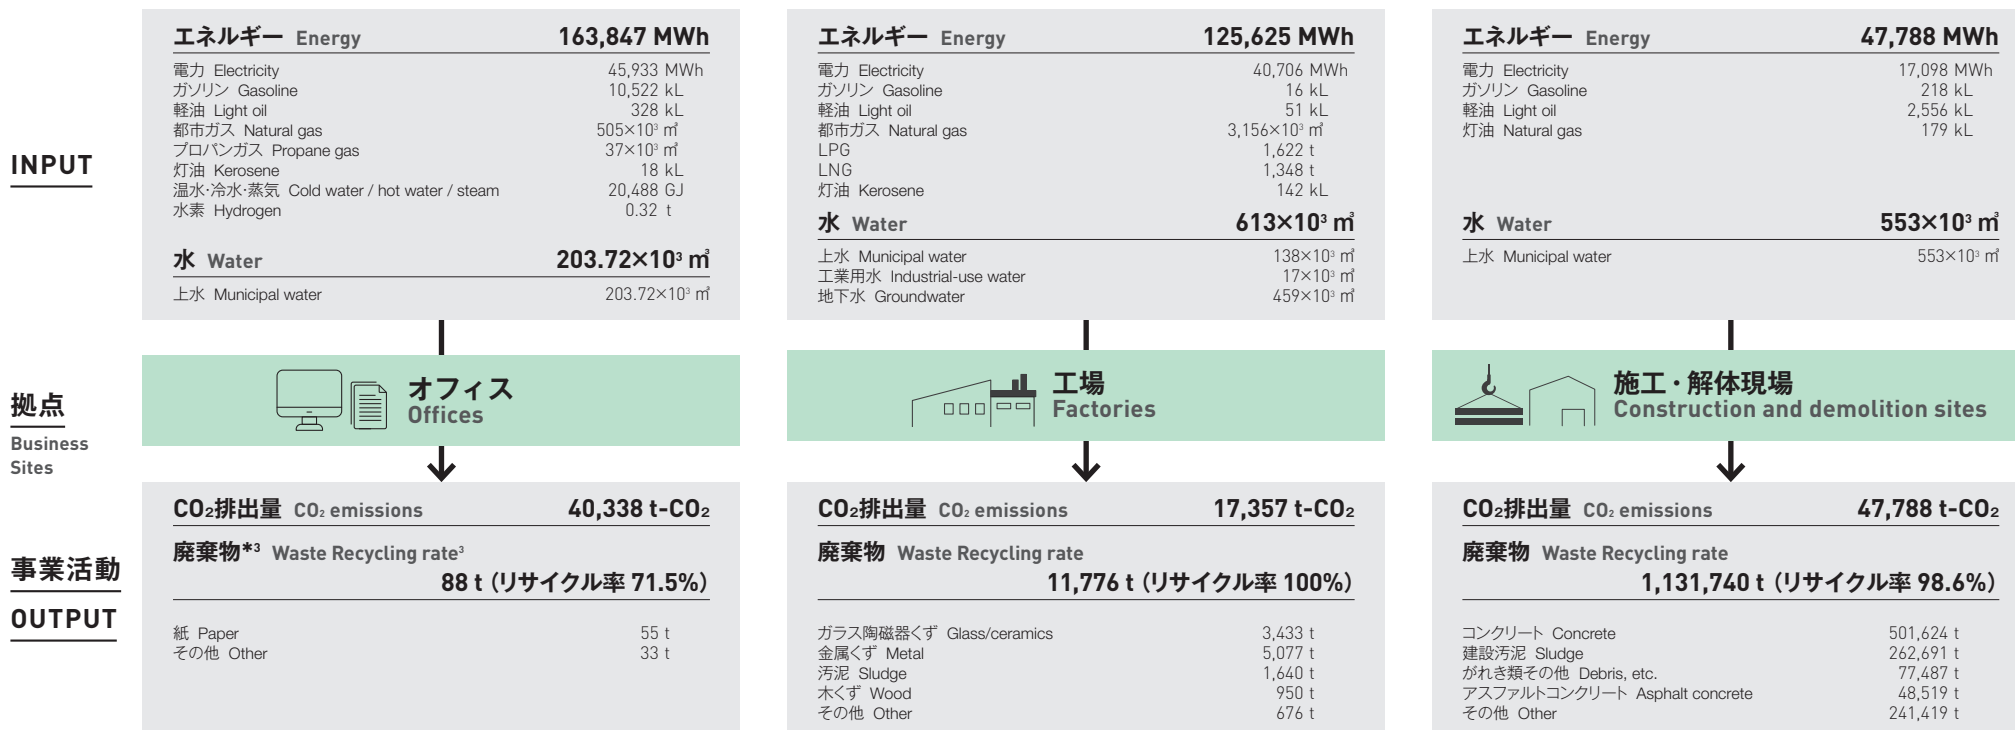 INPUT
エネルギー Energy 163,847 MWh
電力 Electricity 45,933 MWh
ガソリン Gasoline 10,522 kL
軽油 Light oil 328 kL
都市ガス Natural gas 505×10³ ㎥
プロパンガス Propane gas 37×10³ ㎥
灯油 Kerosene 18 kL
温水・冷水・蒸気 Cold water / hot water / steam 20,488 GJ
水素 Hydrogen 0.32 t
水 Water 203.72×10³ ㎥
上水 Municipal water 203.72×10³ ㎥
エネルギー Energy 125,625 MWh
電力 Electricity 40,706 MWh
ガソリン Gasoline 16 kL
軽油 Light oil 51 kL
都市ガス Natural gas 3,156×10³ ㎥
LPG 1,622 t
LNG 1,348 t
灯油 Kerosene 142 kL
水 Water 613×10³ ㎥
上水 Municipal water 138×10³ ㎥
工業用水 Industrial-use water 17×10³ ㎥
地下水 Groundwater 459×10³ ㎥
エネルギー Energy 47,788 MWh
電力 Electricity 17,098 MWh
ガソリン Gasoline 218 kL
軽油 Light oil 2,556 kL
灯油 Natural gas 179 kL
水 Water 553×10³ ㎥
上水 Municipal water 553×10³ ㎥
拠点
Business
Sites
オフィス
Offices
工場
Factories
施工・解体現場
Construction and demolition sites
事業活動
OUTPUT
CO₂排出量 CO₂ emissions 40,338 t-CO₂
廃棄物*³ Waste Recycling rate³
88 t（リサイクル率 71.5%）
紙 Paper 55 t
その他 Other 33 t
CO₂排出量 CO₂ emissions 17,357 t-CO₂
廃棄物 Waste Recycling rate
11,776 t（リサイクル率 100%）
ガラス陶磁器くず Glass/ceramics 3,433 t
金属くず Metal 5,077 t
汚泥 Sludge 1,640 t
木くず Wood 950 t
その他 Other 676 t
CO₂排出量 CO₂ emissions 47,788 t-CO₂
廃棄物 Waste Recycling rate
1,131,740 t（リサイクル率 98.6%）
コンクリート Concrete 501,624 t
建設汚泥 Sludge 262,691 t
がれき類その他 Debris, etc. 77,487 t
アスファルトコンクリート Asphalt concrete 48,519 t
その他 Other 241,419 t